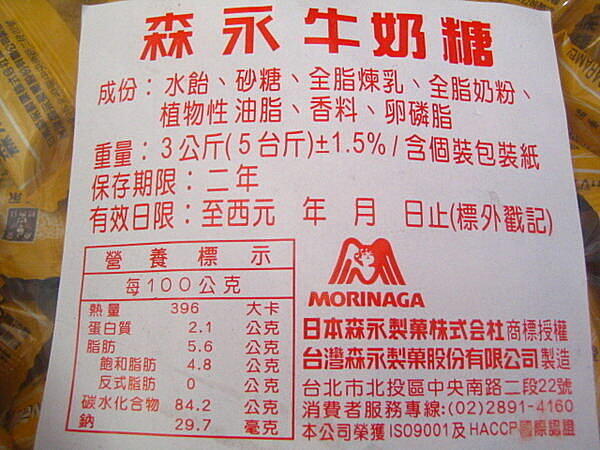 森永牛奶糖
成份：水飴、砂糖、全脂煉乳、全脂奶粉、
植物性油脂、香料、卵磷脂
重量：3公斤(5台斤)±1.5%/含個裝包裝紙
保存期限：二年
有效日限：至西元 年 月 日止(標外戳記)
營養標示
每100公克
熱量 396 大卡
蛋白質 2.1 公克
脂肪 5.6 公克
飽和脂肪 4.8 公克
反式脂肪 0 公克
碳水化合物 84.2 公克
鈉 29.7 毫克
MORINAGA
日本森永製菓株式会社商標授權
台灣森永製菓股份有限公司製造
台北市北投區中央南路二段22號
消費者服務專線:(02)2891-4160
本公司榮獲ISO9001及HACCP國際認證